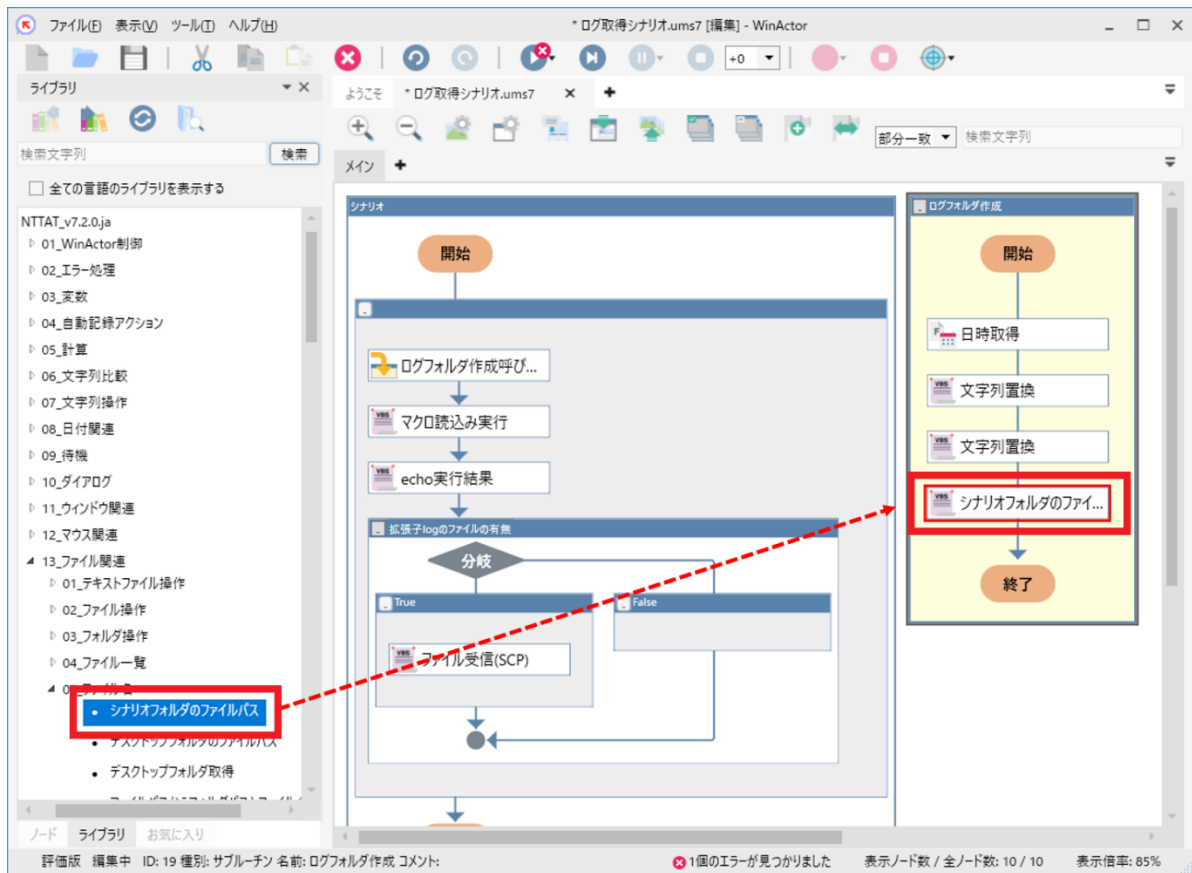 ファイル(F) 表示(V) ツール(T) ヘルプ(H)
* ログ取得シナリオ.ums7 [編集] - WinActor
+0
ライブラリ
検索文字列
検索
全ての言語のライブラリを表示する
NTTAT_v7.2.0.ja
01_WinActor制御
02_エラー処理
03_変数
04_自動記録アクション
05_計算
06_文字列比較
07_文字列操作
08_日付関連
09_待機
10_ダイアログ
11_ウィンドウ関連
12_マウス関連
13_ファイル関連
01_テキストファイル操作
02_ファイル操作
03_フォルダ操作
04_ファイル一覧
シナリオフォルダのファイルパス
デスクトップフォルダのファイルパス
デスクトップフォルダ取得
ノード ライブラリ お気に入り
ようこそ * ログ取得シナリオ.ums7
部分一致 検索文字列
メイン
シナリオ
開始
ログフォルダ作成呼び...
マクロ読込み実行
echo実行結果
拡張子logのファイルの有無
分岐
True
False
ファイル受信(SCP)
ログフォルダ作成
開始
日時取得
文字列置換
文字列置換
シナリオフォルダのファイ...
終了
評価版 編集中 ID: 19 種別: サブルーチン 名前: ログフォルダ作成 コメント:
1個のエラーが見つかりました 表示ノード数 / 全ノード数: 10 / 10 表示倍率: 85%